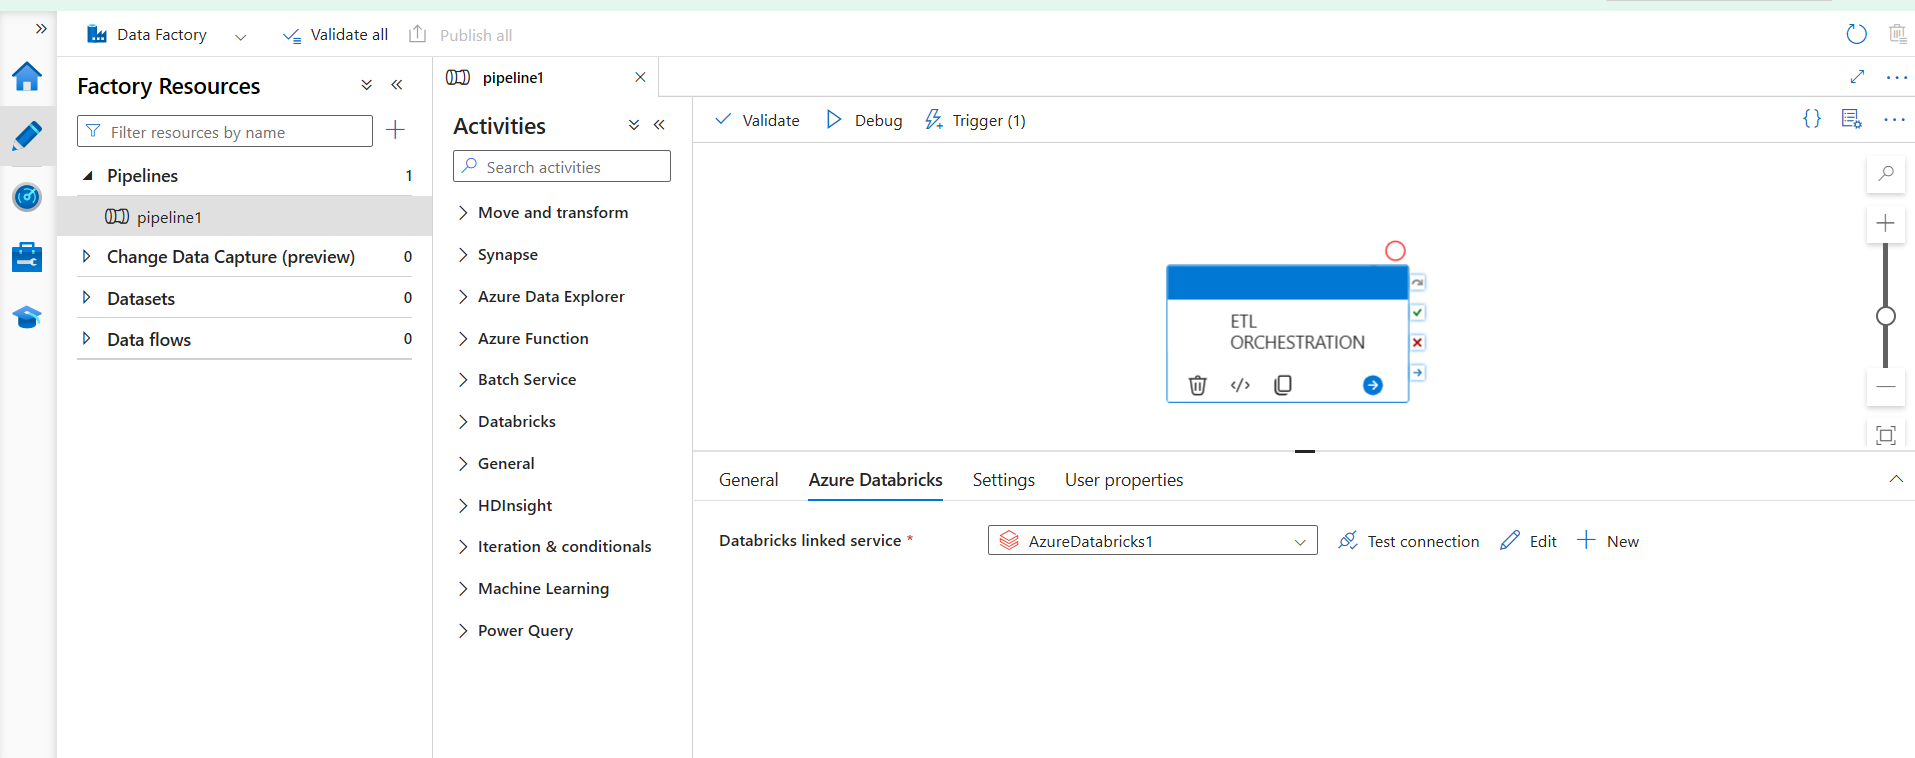 Data Factory
Validate all
Publish all
Factory Resources
Filter resources by name
Pipelines 1
pipeline1
Change Data Capture (preview) 0
Datasets 0
Data flows 0
pipeline1
Activities
Search activities
Move and transform
Synapse
Azure Data Explorer
Azure Function
Batch Service
Databricks
General
HDInsight
Iteration & conditionals
Machine Learning
Power Query
Validate
Debug
Trigger (1)
ETL
ORCHESTRATION
General
Azure Databricks
Settings
User properties
Databricks linked service *
AzureDatabricks1
Test connection
Edit
New